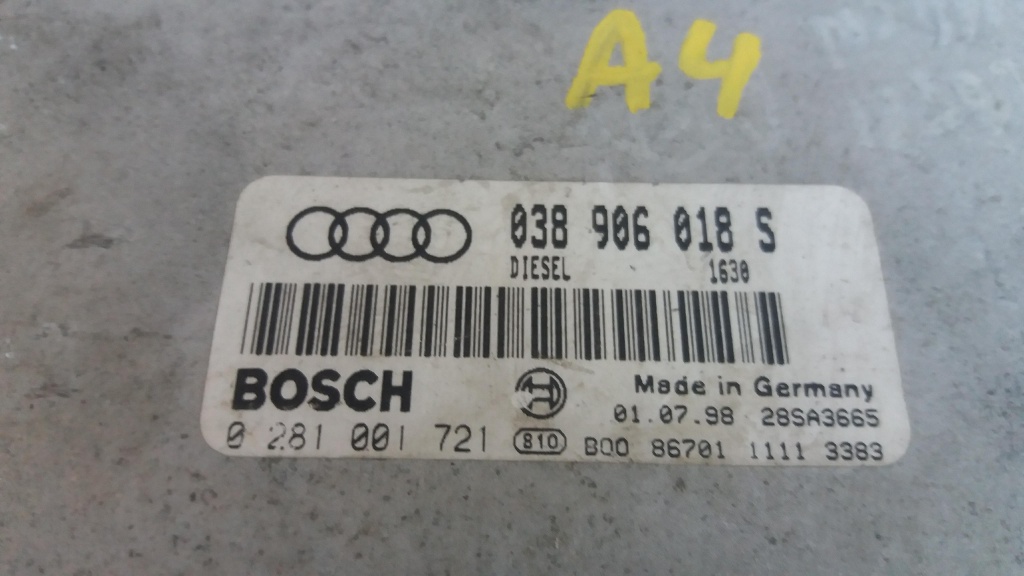 A4
038 906 018 S
DIESEL 1630
BOSCH
Made in Germany
01.07.98 28SA3665
0 281 001 721 810 BOO 86701 1111 3383